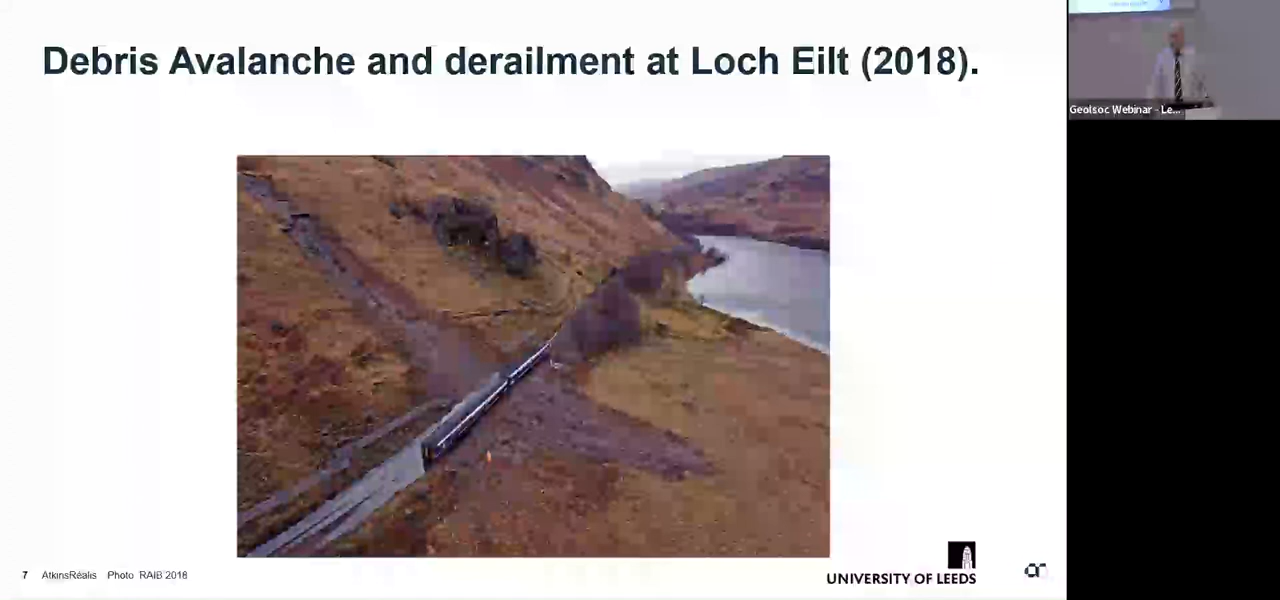 Debris Avalanche and derailment at Loch Eilt (2018).
Geolsoc Webinar - Le...
7 AtkinsRéalis Photo RAIB 2018
UNIVERSITY OF LEEDS